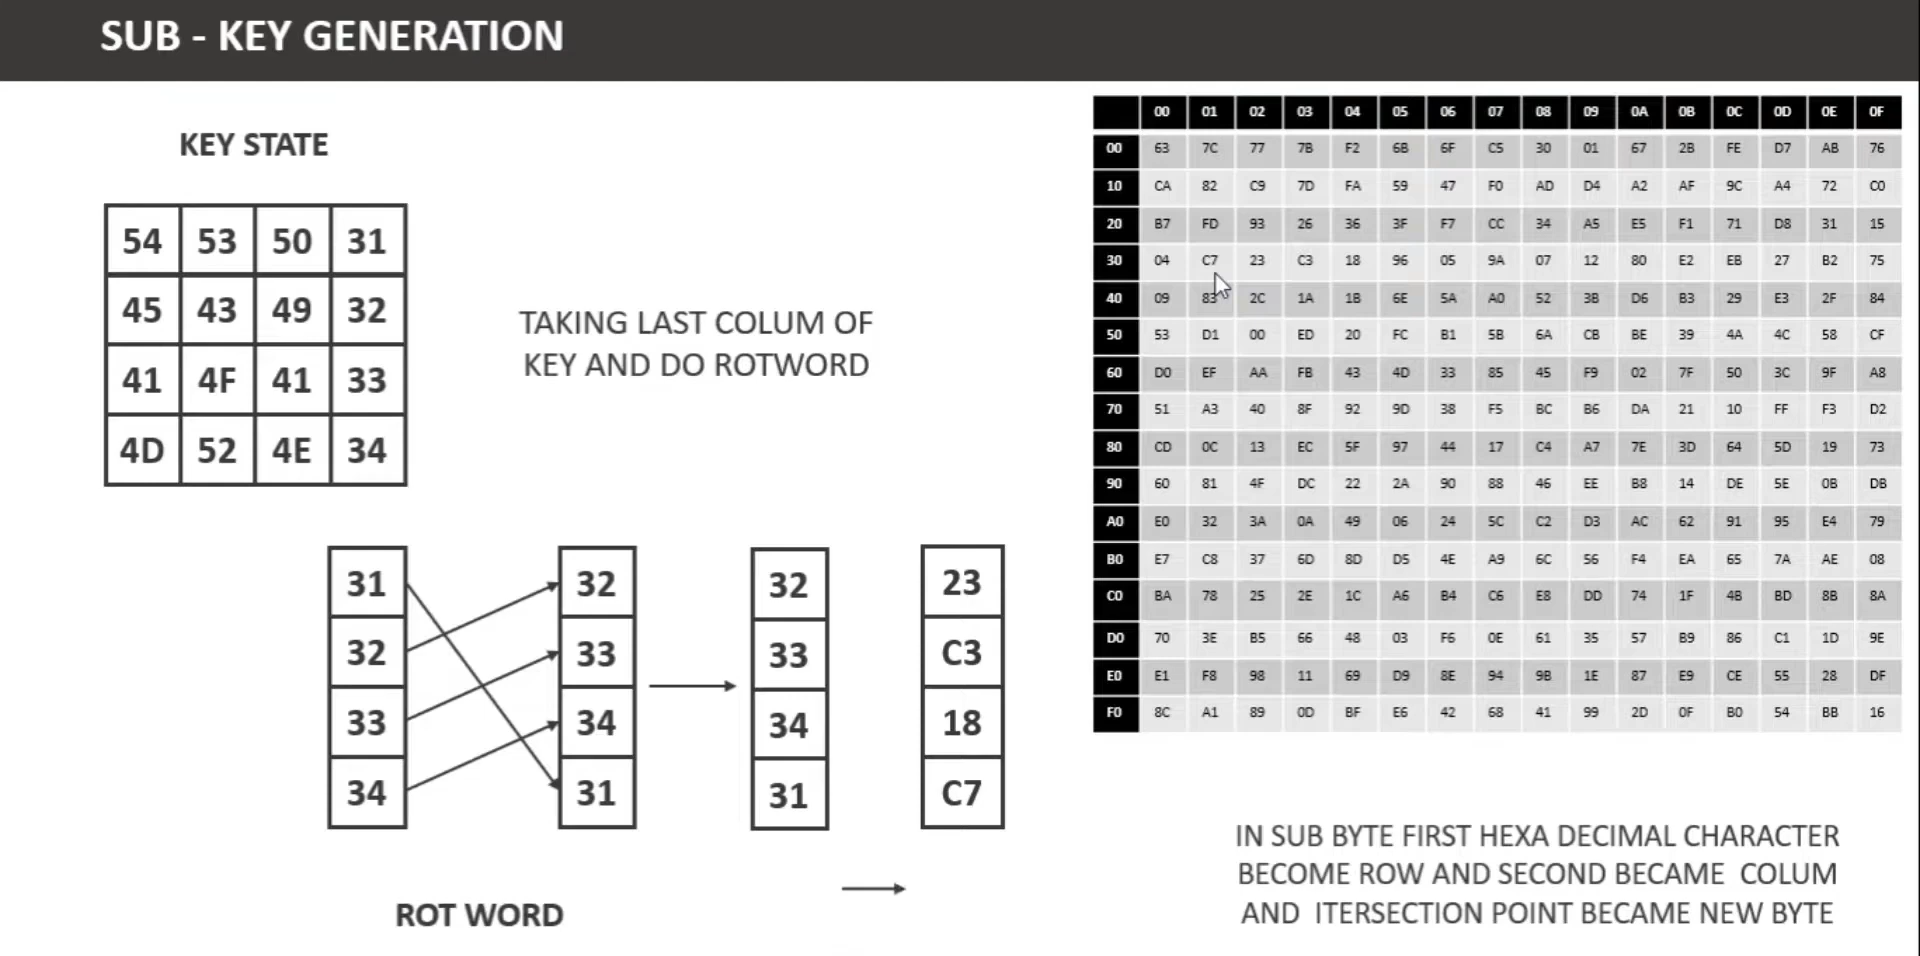 SUB - KEY GENERATION
KEY STATE
54 53 50 31
45 43 49 32
41 4F 41 33
4D 52 4E 34
TAKING LAST COLUM OF
KEY AND DO ROTWORD
31 32 32 23
32 33 33 C3
33 34 34 18
34 31 31 C7
ROT WORD
00 01 02 03 04 05 06 07 08 09 0A 0B 0C 0D 0E 0F
00 63 7C 77 7B F2 6B 6F C5 30 01 67 2B FE D7 AB 76
10 CA 82 C9 7D FA 59 47 F0 AD D4 A2 AF 9C A4 72 C0
20 B7 FD 93 26 36 3F F7 CC 34 A5 E5 F1 71 D8 31 15
30 04 C7 23 C3 18 96 05 9A 07 12 80 E2 EB 27 B2 75
40 09 83 2C 1A 1B 6E 5A A0 52 3B D6 B3 29 E3 2F 84
50 53 D1 00 ED 20 FC B1 5B 6A CB BE 39 4A 4C 58 CF
60 D0 EF AA FB 43 4D 33 85 45 F9 02 7F 50 3C 9F A8
70 51 A3 40 8F 92 9D 38 F5 BC B6 DA 21 10 FF F3 D2
80 CD 0C 13 EC 5F 97 44 17 C4 A7 7E 3D 64 5D 19 73
90 60 81 4F DC 22 2A 90 88 46 EE B8 14 DE 5E 0B DB
A0 E0 32 3A 0A 49 06 24 5C C2 D3 AC 62 91 95 E4 79
B0 E7 C8 37 6D 8D D5 4E A9 6C 56 F4 EA 65 7A AE 08
C0 BA 78 25 2E 1C A6 B4 C6 E8 DD 74 1F 4B BD 8B 8A
D0 70 3E B5 66 48 03 F6 0E 61 35 57 B9 86 C1 1D 9E
E0 E1 F8 98 11 69 D9 8E 94 9B 1E 87 E9 CE 55 28 DF
F0 8C A1 89 0D BF E6 42 68 41 99 2D 0F B0 54 BB 16
IN SUB BYTE FIRST HEXA DECIMAL CHARACTER
BECOME ROW AND SECOND BECAME COLUM
AND ITERSECTION POINT BECAME NEW BYTE